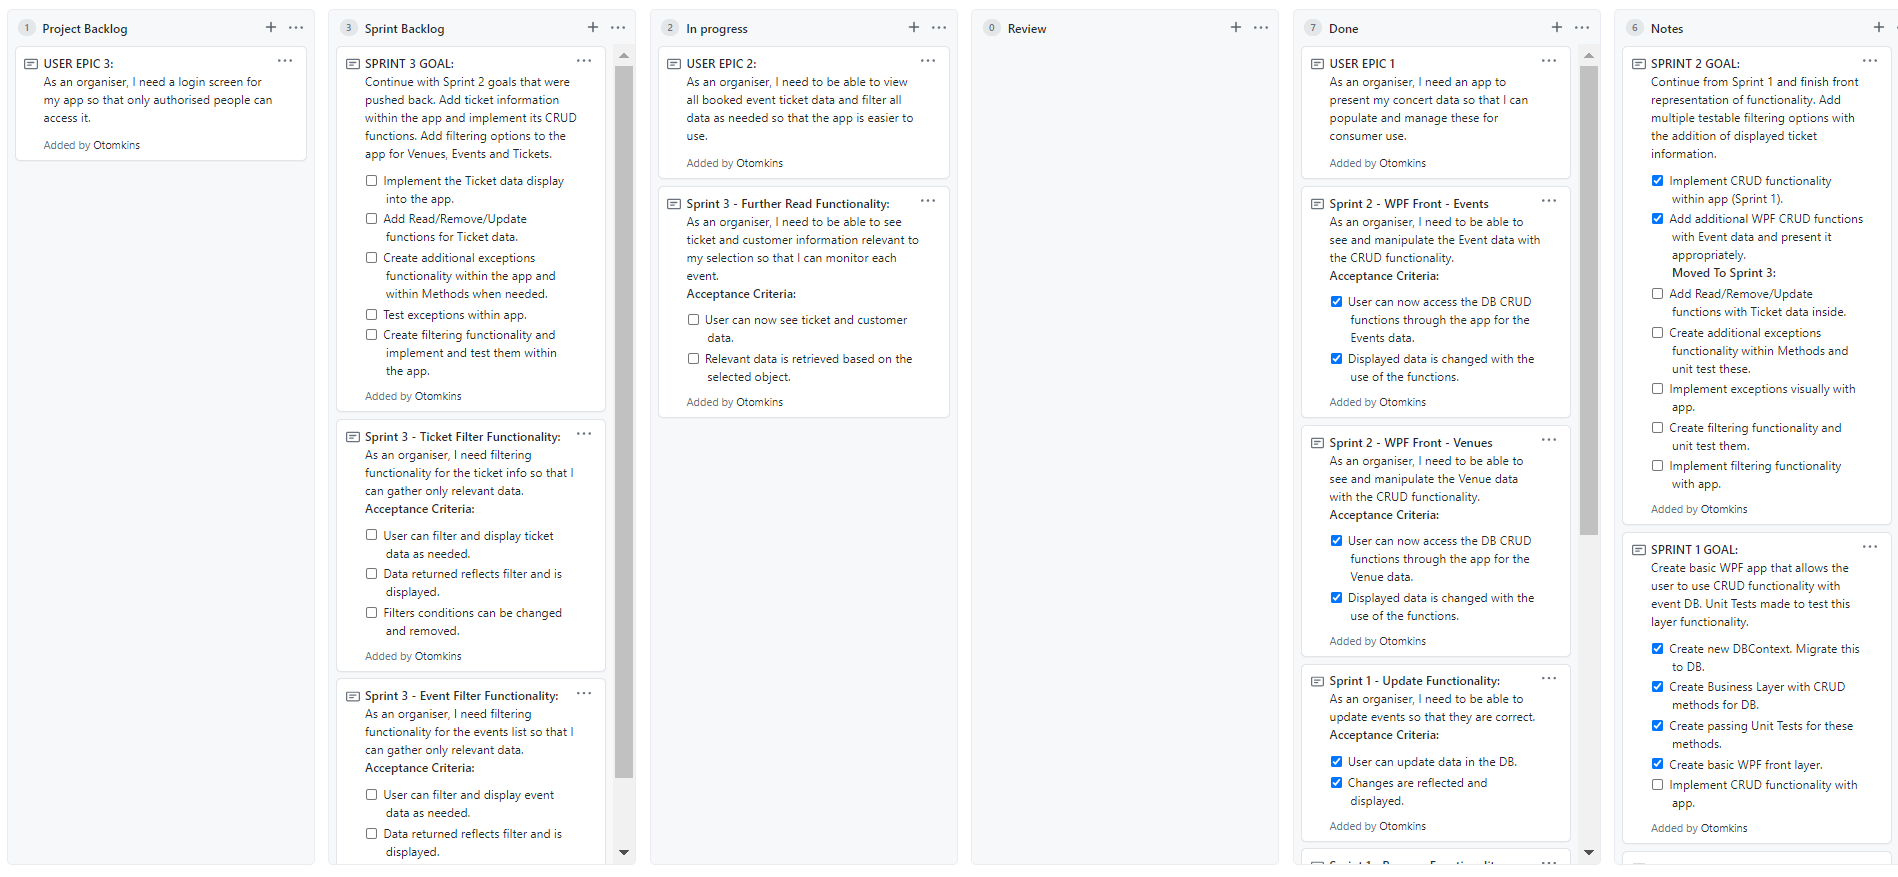 1 Project Backlog
USER EPIC 3:
As an organiser, I need a login screen for
my app so that only authorised people can
access it.
Added by Otomkins
3 Sprint Backlog
SPRINT 3 GOAL:
Continue with Sprint 2 goals that were
pushed back. Add ticket information
within the app and implement its CRUD
functions. Add filtering options to the
app for Venues, Events and Tickets.
Implement the Ticket data display
into the app.
Add Read/Remove/Update
functions for Ticket data.
Create additional exceptions
functionality within the app and
within Methods when needed.
Test exceptions within app.
Create filtering functionality and
implement and test them within
the app.
Added by Otomkins
Sprint 3 - Ticket Filter Functionality:
As an organiser, I need filtering
functionality for the ticket info so that I
can gather only relevant data.
Acceptance Criteria:
User can filter and display ticket
data as needed.
Data returned reflects filter and is
displayed.
Filters conditions can be changed
and removed.
Added by Otomkins
Sprint 3 - Event Filter Functionality:
As an organiser, I need filtering
functionality for the events list so that I
can gather only relevant data.
Acceptance Criteria:
User can filter and display event
data as needed.
Data returned reflects filter and is
displayed.
2 In progress
USER EPIC 2:
As an organiser, I need to be able to view
all booked event ticket data and filter all
data as needed so that the app is easier to
use.
Added by Otomkins
Sprint 3 - Further Read Functionality:
As an organiser, I need to be able to see
ticket and customer information relevant to
my selection so that I can monitor each
event.
Acceptance Criteria:
User can now see ticket and customer
data.
Relevant data is retrieved based on the
selected object.
Added by Otomkins
0 Review
7 Done
USER EPIC 1
As an organiser, I need an app to
present my concert data so that I can
populate and manage these for
consumer use.
Added by Otomkins
Sprint 2 - WPF Front - Events
As an organiser, I need to be able to
see and manipulate the Event data with
the CRUD functionality.
Acceptance Criteria:
User can now access the DB CRUD
functions through the app for the
Events data.
Displayed data is changed with the
use of the functions.
Added by Otomkins
Sprint 2 - WPF Front - Venues
As an organiser, I need to be able to
see and manipulate the Venue data
with the CRUD functionality.
Acceptance Criteria:
User can now access the DB CRUD
functions through the app for the
Venue data.
Displayed data is changed with the
use of the functions.
Added by Otomkins
Sprint 1 - Update Functionality:
As an organiser, I need to be able to
update events so that they are correct.
Acceptance Criteria:
User can update data in the DB.
Changes are reflected and
displayed.
Added by Otomkins
6 Notes
SPRINT 2 GOAL:
Continue from Sprint 1 and finish front
representation of functionality. Add
multiple testable filtering options with
the addition of displayed ticket
information.
Implement CRUD functionality
within app (Sprint 1).
Add additional WPF CRUD functions
with Event data and present it
appropriately.
Moved To Sprint 3:
Add Read/Remove/Update
functions with Ticket data inside.
Create additional exceptions
functionality within Methods and
unit test these.
Implement exceptions visually with
app.
Create filtering functionality and
unit test them.
Implement filtering functionality
with app.
Added by Otomkins
SPRINT 1 GOAL:
Create basic WPF app that allows the
user to use CRUD functionality with
event DB. Unit Tests made to test this
layer functionality.
Create new DBContext. Migrate this
to DB.
Create Business Layer with CRUD
methods for DB.
Create passing Unit Tests for these
methods.
Create basic WPF front layer.
Implement CRUD functionality with
app.
Added by Otomkins